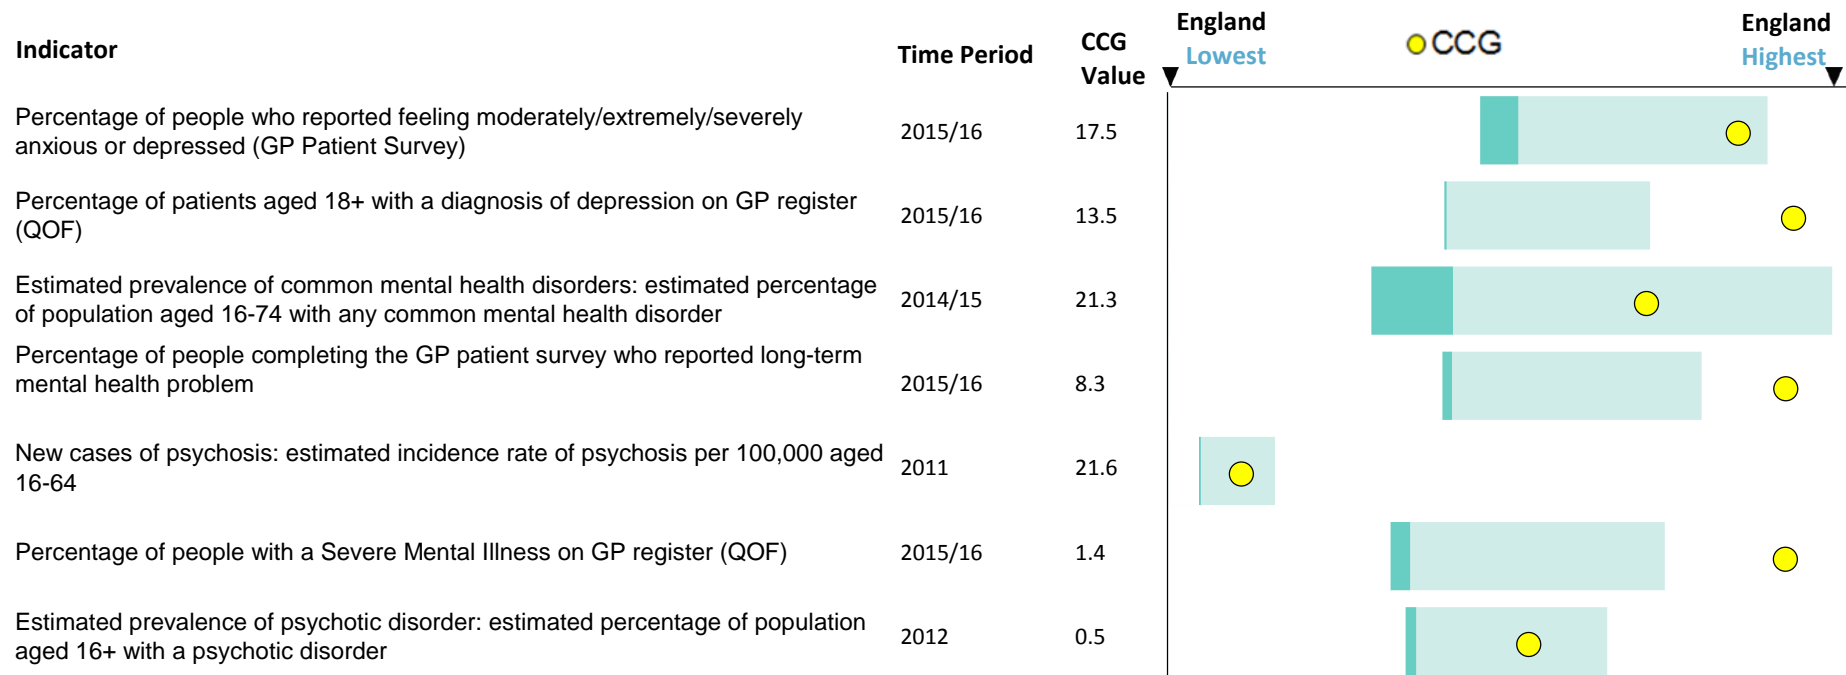 Indicator
Time Period
CCG
Value
England
Lowest
CCG
England
Highest
Percentage of people who reported feeling moderately/extremely/severely
anxious or depressed (GP Patient Survey)
2015/16
17.5
Percentage of patients aged 18+ with a diagnosis of depression on GP register
(QOF)
2015/16
13.5
Estimated prevalence of common mental health disorders: estimated percentage
of population aged 16-74 with any common mental health disorder
2014/15
21.3
Percentage of people completing the GP patient survey who reported long-term
mental health problem
2015/16
8.3
New cases of psychosis: estimated incidence rate of psychosis per 100,000 aged
16-64
2011
21.6
Percentage of people with a Severe Mental Illness on GP register (QOF)
2015/16
1.4
Estimated prevalence of psychotic disorder: estimated percentage of population
aged 16+ with a psychotic disorder
2012
0.5